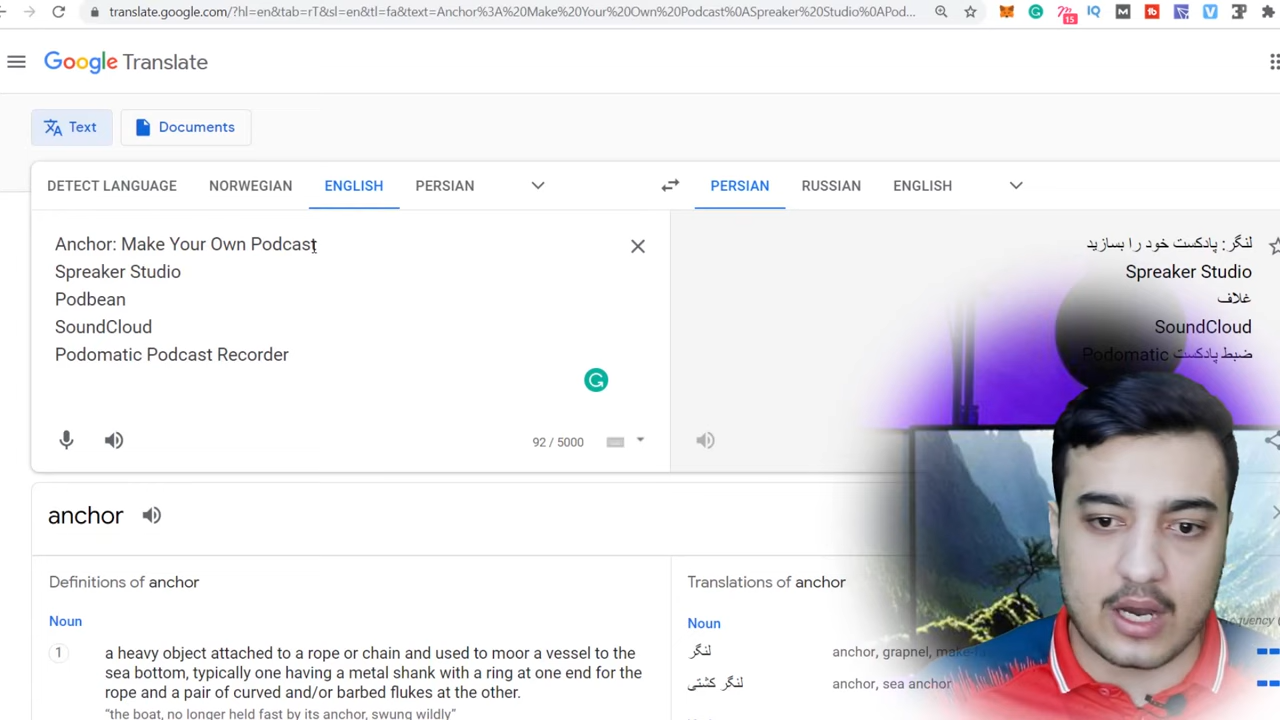 translate.google.com/?hl=en&tab=rT&sl=en&tl=fa&text=Anchor%3A%20Make%20Your%20Own%20Podcast%0ASpreaker%20Studio%0APod...
15
Google Translate
Text
Documents
DETECT LANGUAGE NORWEGIAN ENGLISH PERSIAN
PERSIAN RUSSIAN ENGLISH
Anchor: Make Your Own Podcast
Spreaker Studio
Podbean
SoundCloud
Podomatic Podcast Recorder
لنگر: پادکست خود را بسازید
Spreaker Studio
غلاف
SoundCloud
ضبط پادکست Podomatic
92 / 5000
anchor
Definitions of anchor
Noun
1
a heavy object attached to a rope or chain and used to moor a vessel to the
sea bottom, typically one having a metal shank with a ring at one end for the
rope and a pair of curved and/or barbed flukes at the other.
"the boat, no longer held fast by its anchor, swung wildly"
Translations of anchor
Noun
لنگر
anchor, grapnel,
لنگر کشتی
anchor, sea anchor